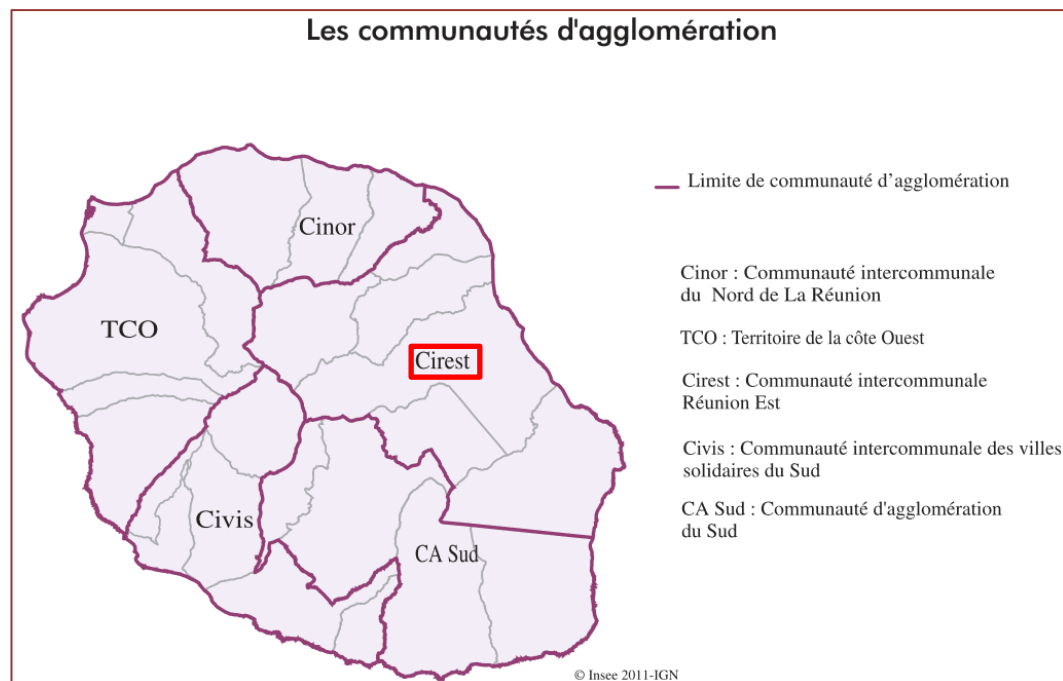 Les communautés d'agglomération
Limite de communauté d’agglomération
Cinor
TCO
Cirest
Civis
CA Sud
Cinor : Communauté intercommunale
du Nord de La Réunion
TCO : Territoire de la côte Ouest
Cirest : Communauté intercommunale
Réunion Est
Civis : Communauté intercommunale des villes
solidaires du Sud
CA Sud : Communauté d'agglomération
du Sud
© Insee 2011-IGN